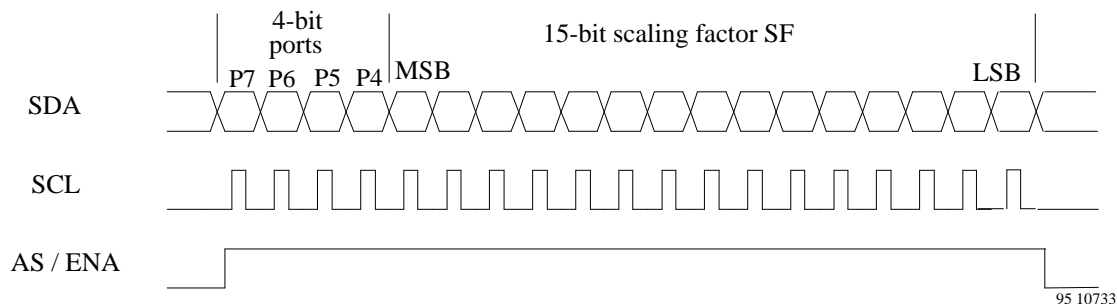 4-bit
ports
15-bit scaling factor SF
P7 P6 P5 P4 MSB LSB
SDA
SCL
AS / ENA
95 10733